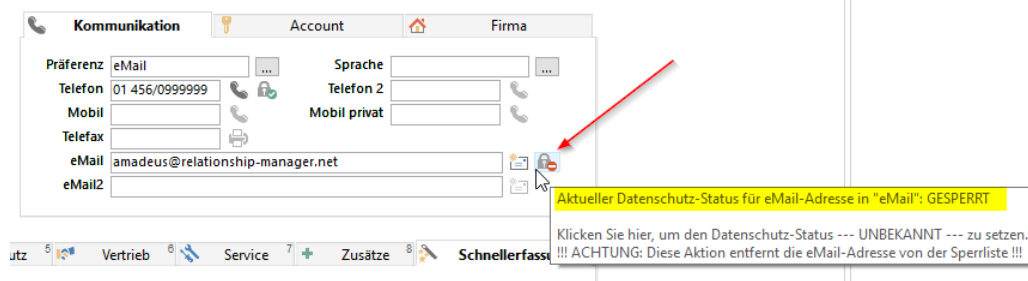 Kommunikation Account Firma
Präferenz eMail ... Sprache ...
Telefon 01 456/0999999 Telefon 2
Mobil Mobil privat
Telefax
eMail amadeus@relationship-manager.net
eMail2
Aktueller Datenschutz-Status für eMail-Adresse in "eMail": GESPERRT
Klicken Sie hier, um den Datenschutz-Status --- UNBEKANNT --- zu setzen.
!!! ACHTUNG: Diese Aktion entfernt die eMail-Adresse von der Sperrliste !!!
utz 5 Vertrieb 6 Service 7 Zusätze 8 Schnellerfassu